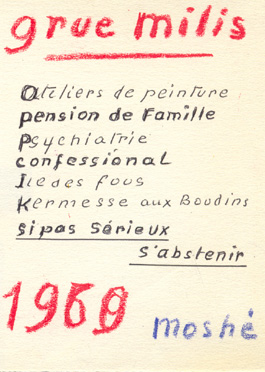 grue milis
Ateliers de peinture
pension de Famille
Psychiatrie
confessional
Ile des fous
Kermesse aux Boudins
si pas Sérieux
s'abstenir
1969
Moshé